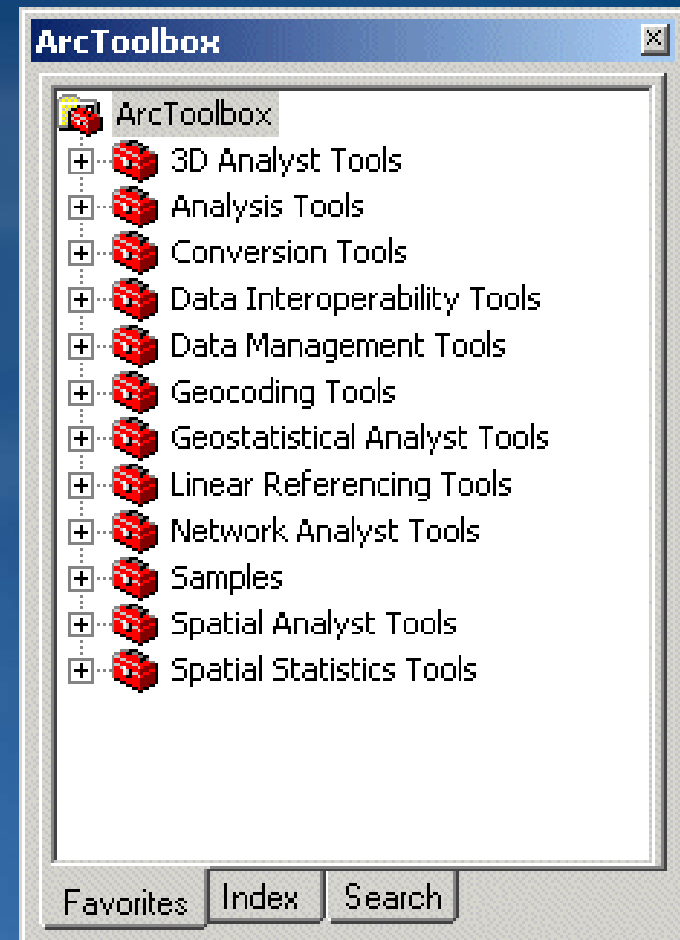 ArcToolbox
ArcToolbox
3D Analyst Tools
Analysis Tools
Conversion Tools
Data Interoperability Tools
Data Management Tools
Geocoding Tools
Geostatistical Analyst Tools
Linear Referencing Tools
Network Analyst Tools
Samples
Spatial Analyst Tools
Spatial Statistics Tools
Favorites Index Search